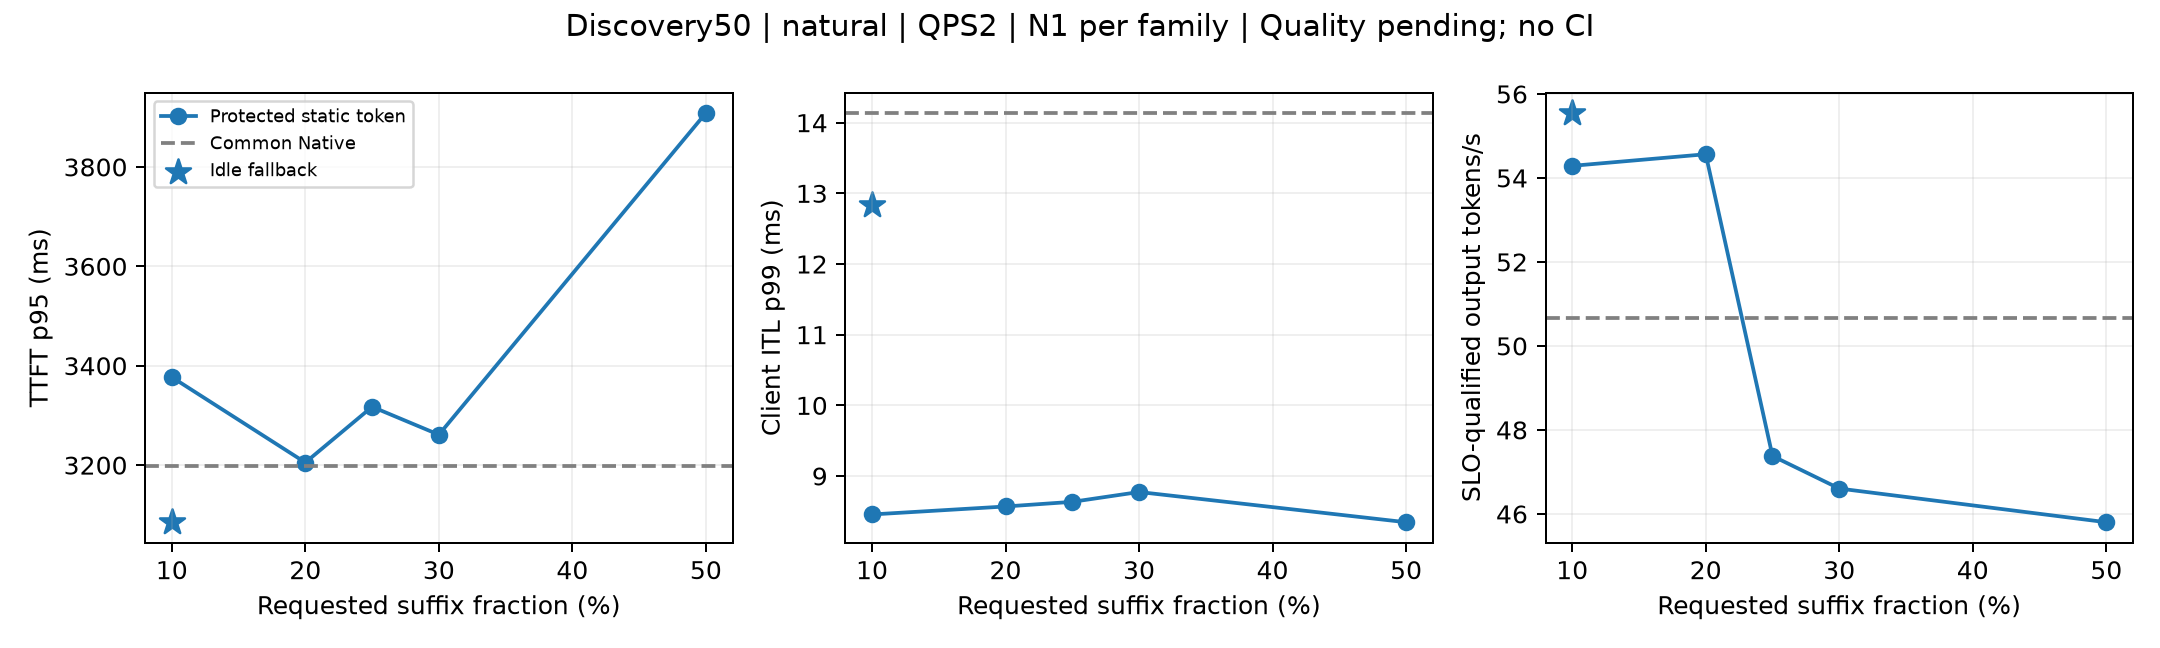 Discovery50 | natural | QPS2 | N1 per family | Quality pending; no CI
TTFT p95 (ms)
3800
3600
3400
3200
Protected static token
Common Native
Idle fallback
10 20 30 40 50
Requested suffix fraction (%)
Client ITL p99 (ms)
14
13
12
11
10
9
10 20 30 40 50
Requested suffix fraction (%)
SLO-qualified output tokens/s
56
54
52
50
48
46
10 20 30 40 50
Requested suffix fraction (%)